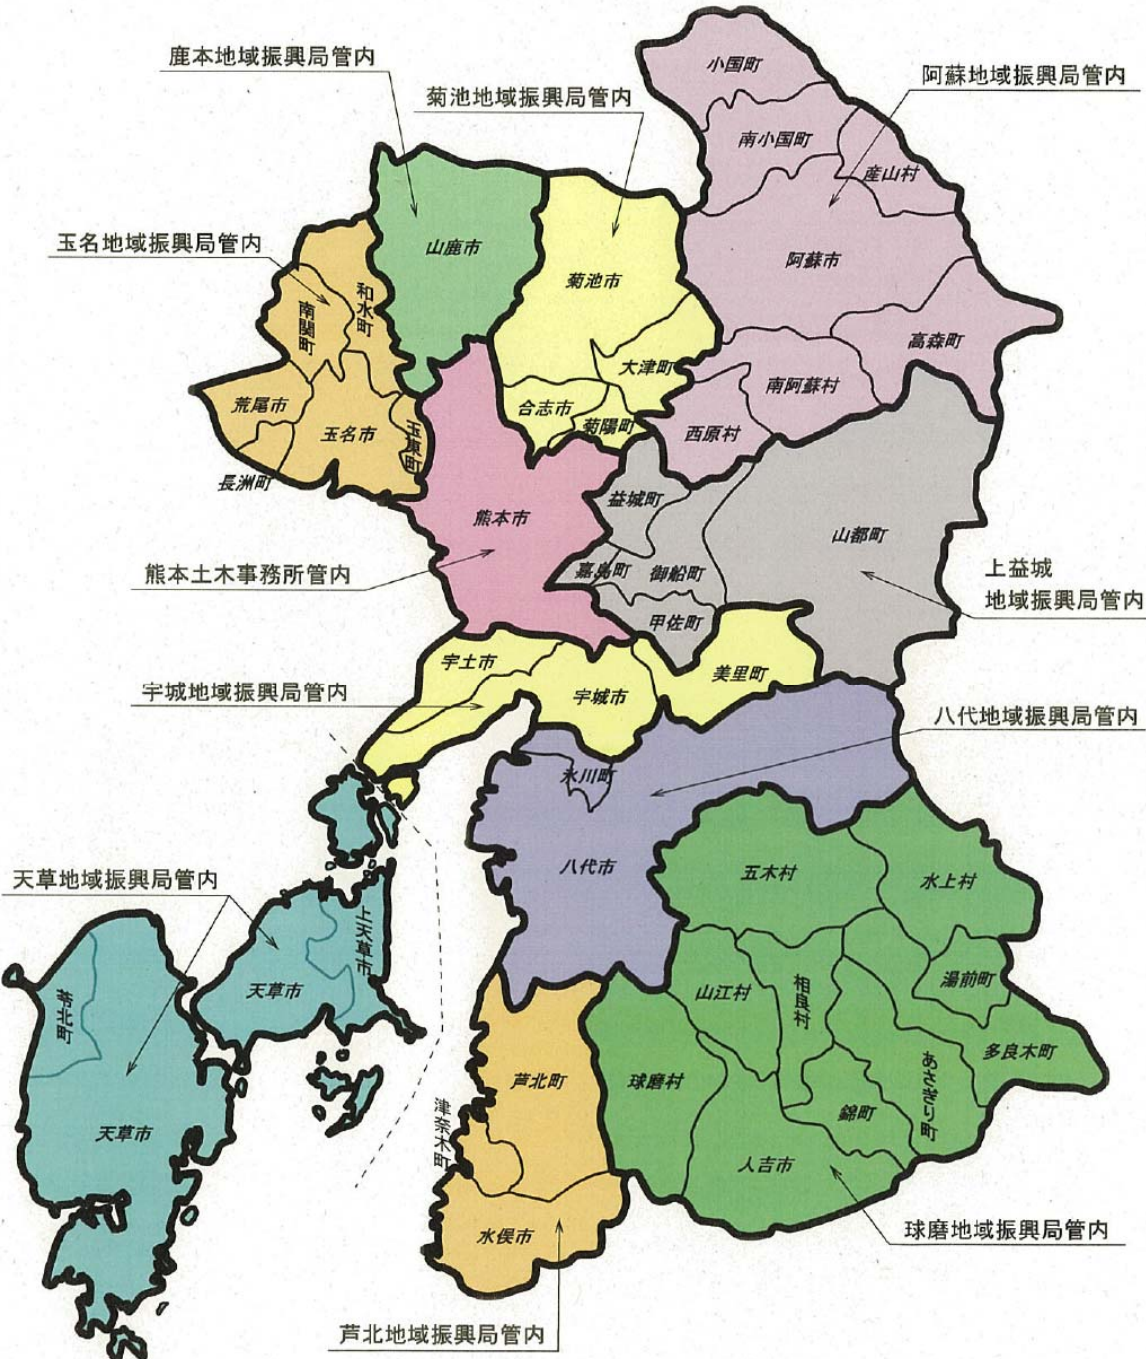 鹿本地域振興局管内
菊池地域振興局管内
阿蘇地域振興局管内
玉名地域振興局管内
小国町
南小国町
産山村
阿蘇市
高森町
南阿蘇村
西原村
山鹿市
菊池市
大津町
合志市
菊陽町
和水町
南関町
荒尾市
玉名市
玉東町
長洲町
熊本市
熊本土木事務所管内
益城町
嘉島町
御船町
甲佐町
山都町
上益城
地域振興局管内
宇土市
宇城市
美里町
宇城地域振興局管内
八代地域振興局管内
氷川町
八代市
天草地域振興局管内
上天草市
天草市
苓北町
天草市
五木村
水上村
湯前町
多良木町
あさぎり町
相良村
山江村
球磨村
錦町
人吉市
球磨地域振興局管内
芦北町
津奈木町
水俣市
芦北地域振興局管内